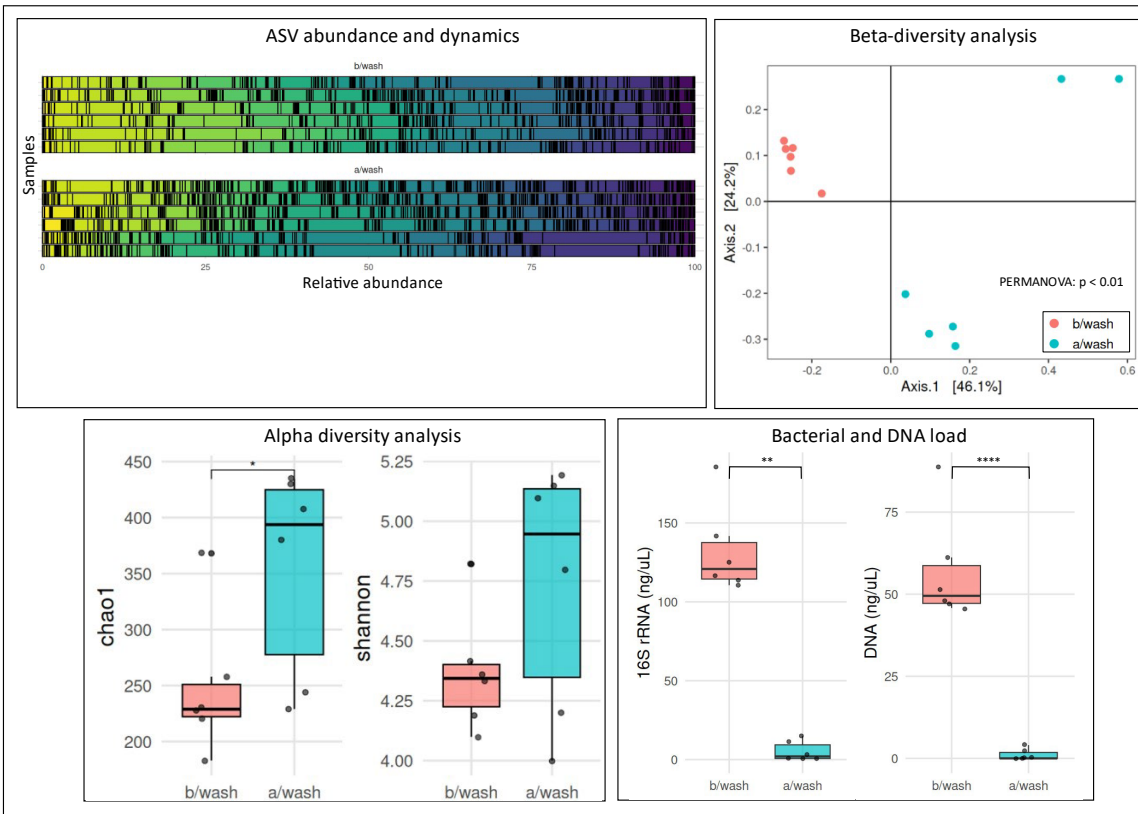 ASV abundance and dynamics
b/wash
a/wash
Samples
0 25 50 75 100
Relative abundance
Beta-diversity analysis
0.2
0.1
0.0
-0.1
-0.2
-0.3
Axis.2 [24.2%]
PERMANOVA: p < 0.01
b/wash
a/wash
-0.2 0.0 0.2 0.4 0.6
Axis.1 [46.1%]
Alpha diversity analysis
450
400
350
300
250
200
chao1
*
b/wash a/wash
5.25
5.00
4.75
4.50
4.25
4.00
shannon
b/wash a/wash
Bacterial and DNA load
150
100
50
0
16S rRNA (ng/uL)
**
b/wash a/wash
75
50
25
0
DNA (ng/uL)
****
b/wash a/wash